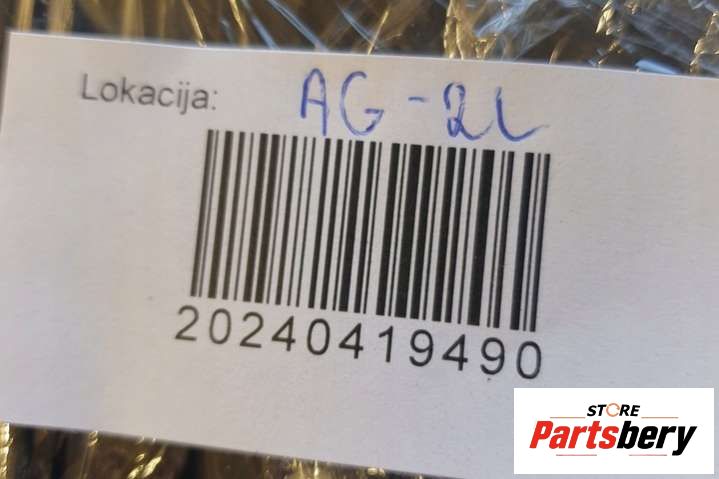 Lokacija: AG-2L
20240419490
STORE
Partsbery